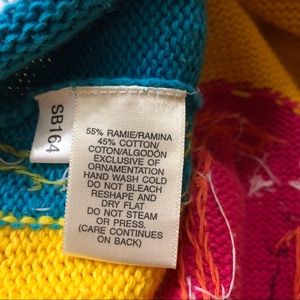 SB164
55% RAMIE/RAMINA
45% COTTON/
COTON/ALGODÓN
EXCLUSIVE OF
ORNAMENTATION
HAND WASH COLD
DO NOT BLEACH
RESHAPE AND
DRY FLAT
DO NOT STEAM OR
PRESS.
(CARE CONTINUES
ON BACK)